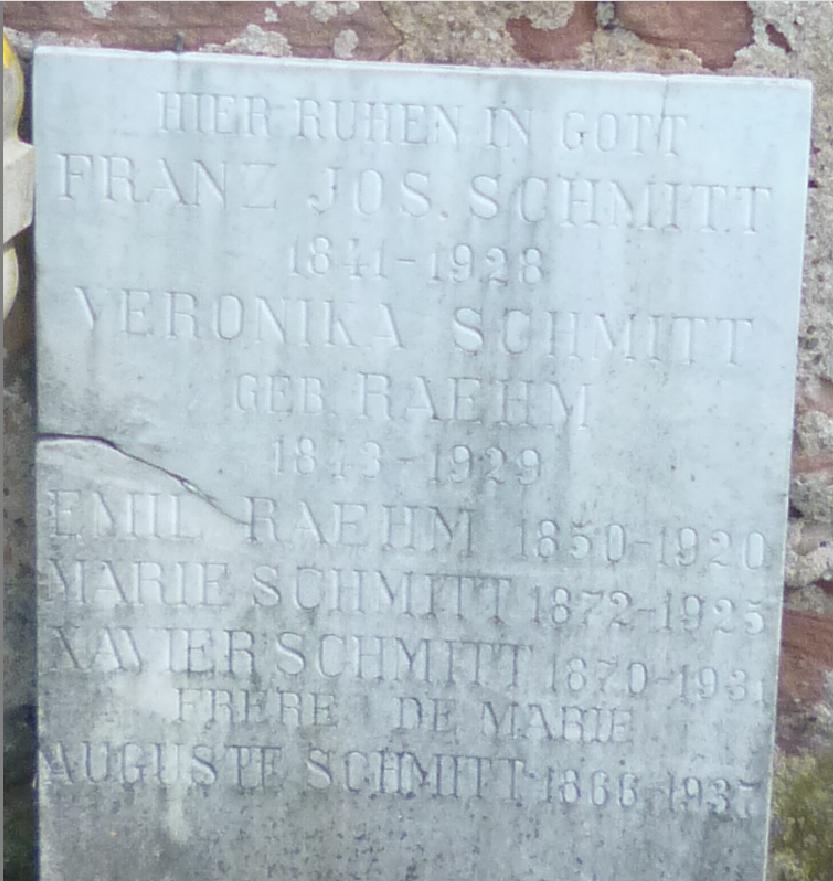 HIER RUHEN IN GOTT
FRANZ JOS. SCHMITT
1841-1928
VERONIKA SCHMITT
GEB. RAEHM
1843-1929
EMIL RAEHM 1850-1920
MARIE SCHMITT 1872-1925
XAVIER SCHMITT 1870-1931
FRERE DE MARIE
AUGUSTE SCHMITT 1866-1937